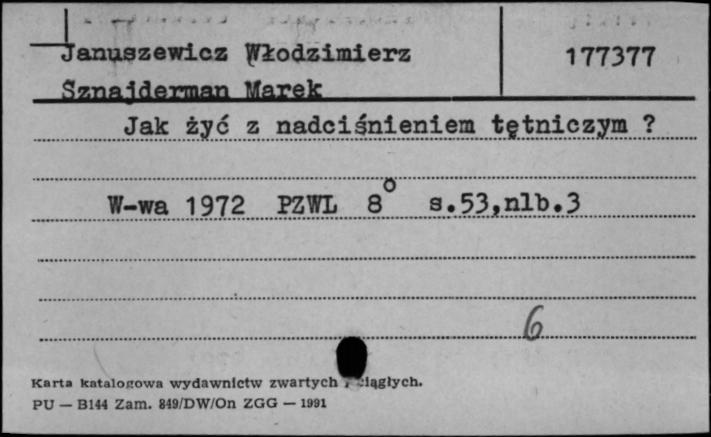 Januszewicz Włodzimierz 177377
Sznajderman Marek
Jak żyć z nadciśnieniem tętniczym ?
W-wa 1972 PZWL 8° s.53,nlb.3
6
Karta katalogowa wydawnictw zwartych i ciągłych.
PU — B144 Zam. 849/DW/On ZGG — 1991